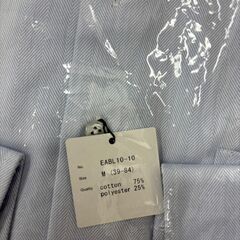 No. EABL10-10
Size M (39-84)
Quality cotton 75%
polyester 25%